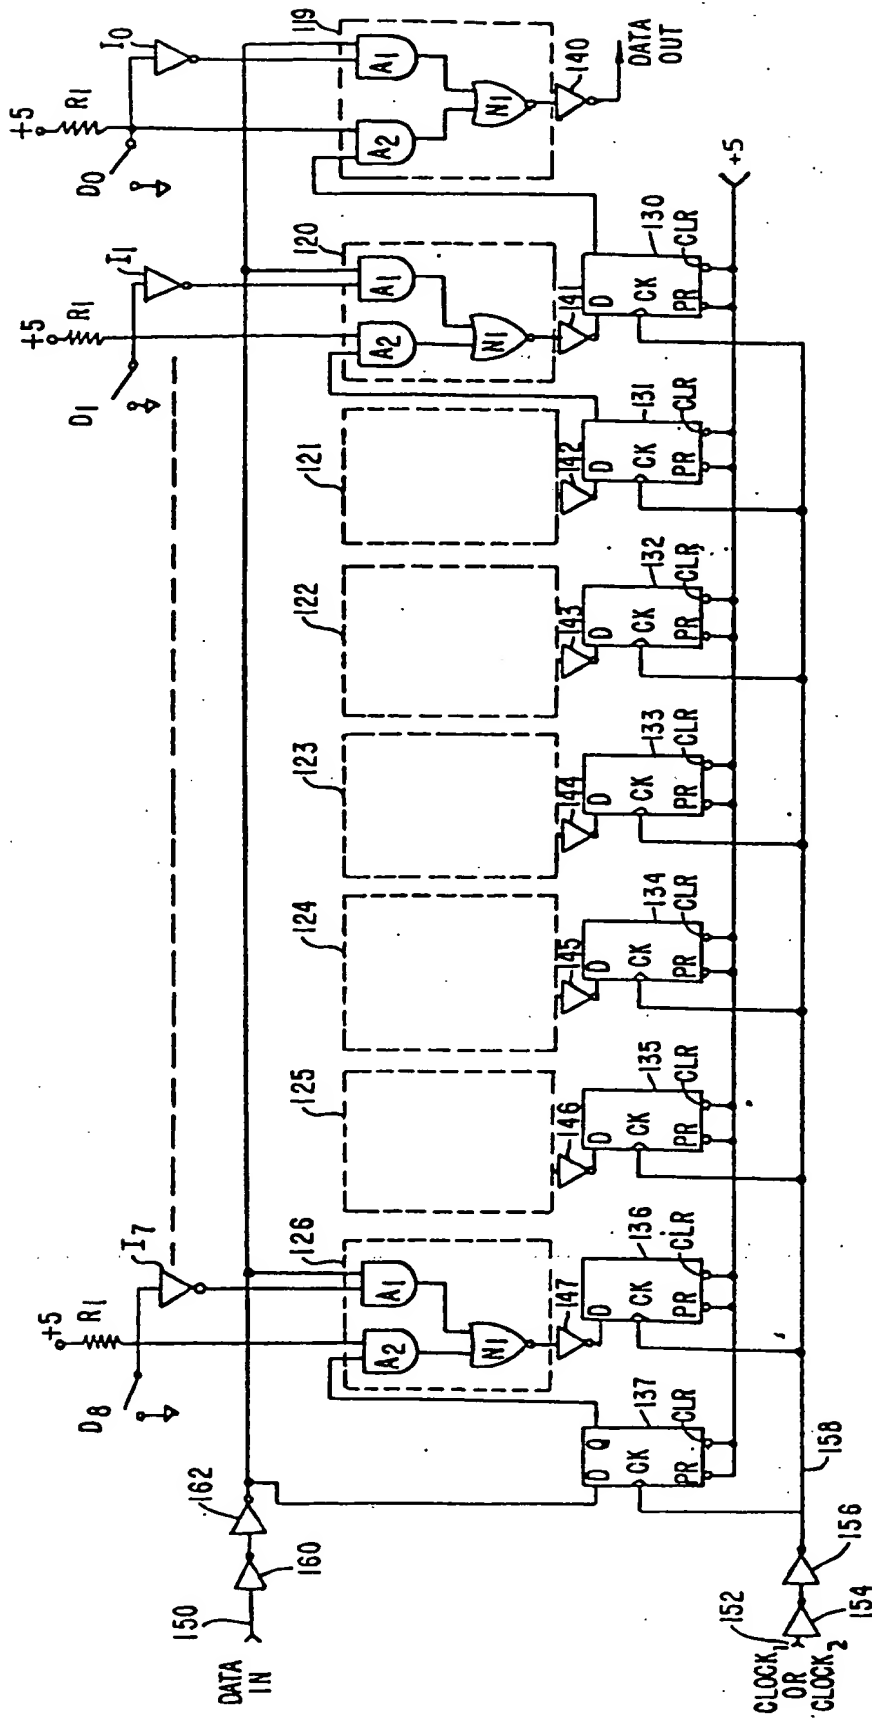 +5
R1
D8
I7
+5
R1
D1
I1
+5
R1
D0
I0
150
160
162
DATA
IN
126
125
124
123
122
121
120
119
A2
A1
N1
A2
A1
N1
A2
A1
N1
147
146
145
144
143
142
141
140
DATA
OUT
137
D
Q
CK
PR
CLR
136
D
CK
PR
CLR
135
D
CK
PR
CLR
134
D
CK
PR
CLR
133
D
CK
PR
CLR
132
D
CK
PR
CLR
131
D
CK
PR
CLR
130
D
CK
PR
CLR
+5
152
CLOCK1
OR
CLOCK2
154
156
158